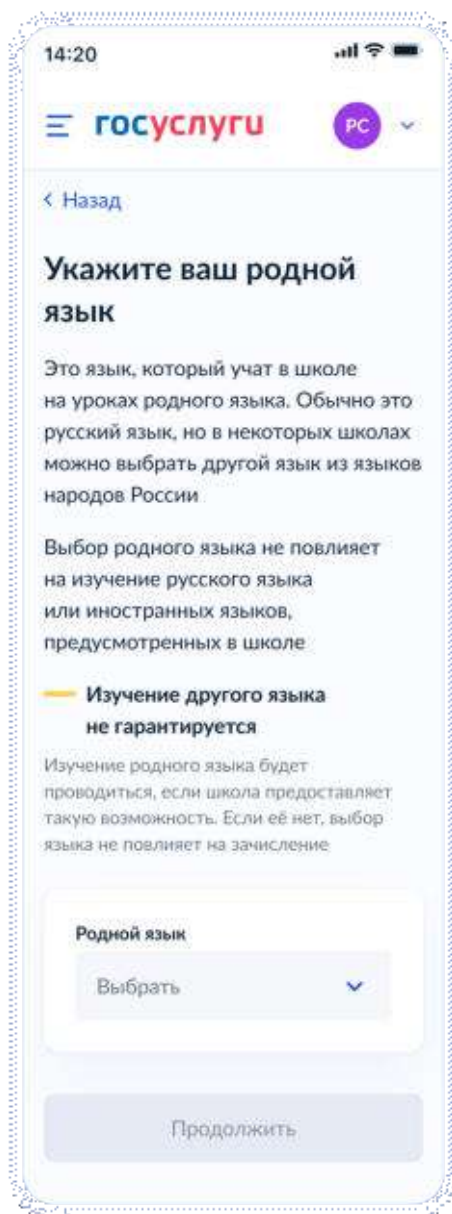 14:20
госуслуги
РС
Назад
Укажите ваш родной
язык
Это язык, который учат в школе
на уроках родного языка. Обычно это
русский язык, но в некоторых школах
можно выбрать другой язык из языков
народов России
Выбор родного языка не повлияет
на изучение русского языка
или иностранных языков,
предусмотренных в школе
Изучение другого языка
не гарантируется
Изучение родного языка будет
проводиться, если школа предоставляет
такую возможность. Если её нет, выбор
языка не повлияет на зачисление
Родной язык
Выбрать
Продолжить